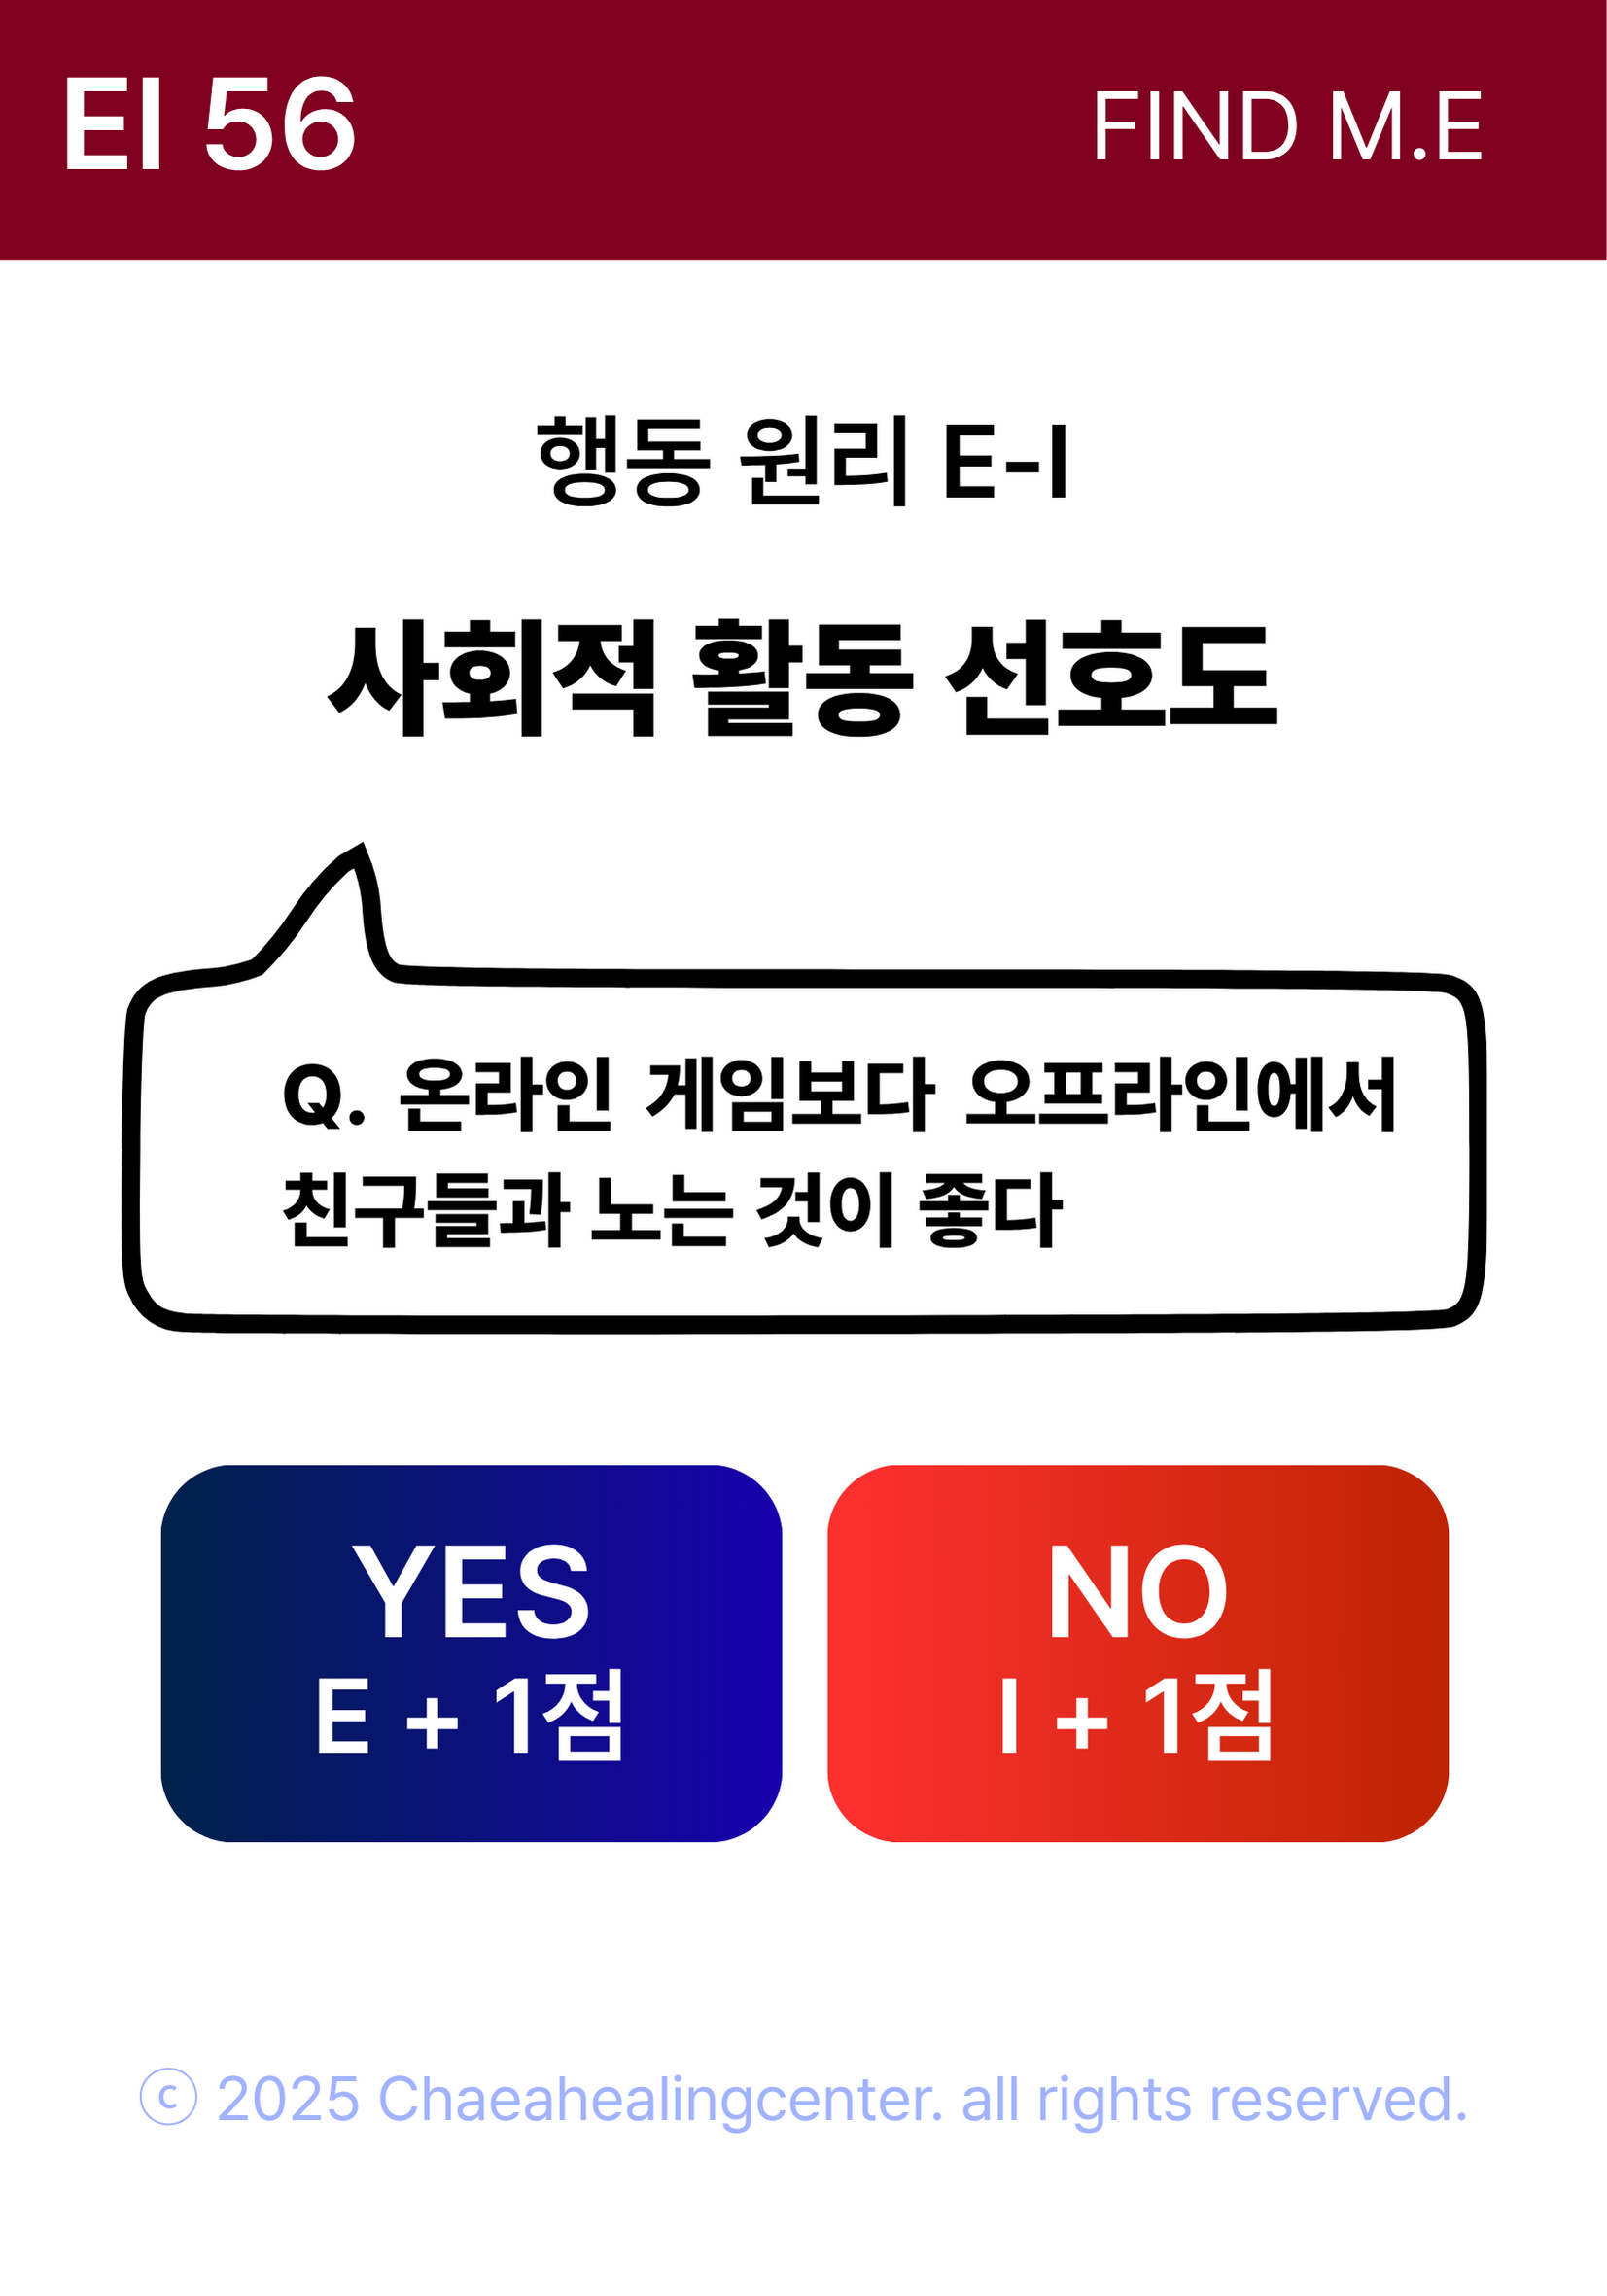 EI 56
FIND M.E
행동 원리 E-I
사회적 활동 선호도
Q. 온라인 게임보다 오프라인에서
친구들과 노는 것이 좋다
YES
E + 1점
NO
I + 1점
© 2025 Chaeahealingcenter. all rights reserved.